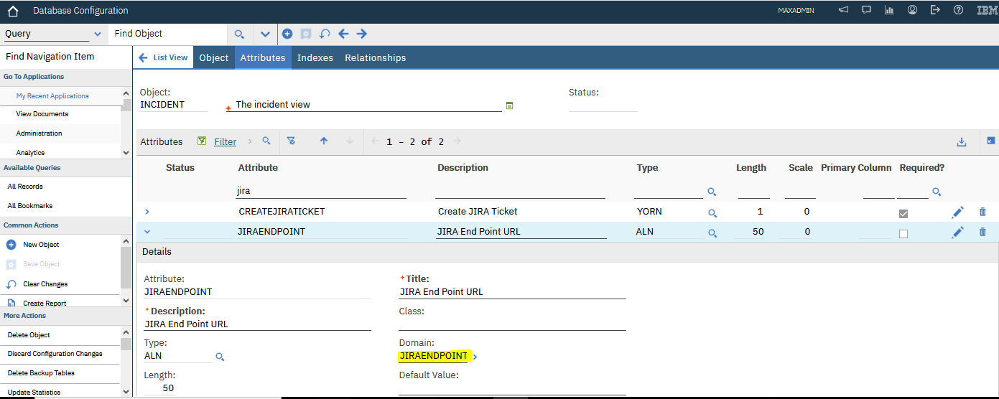 Database Configuration MAXADMIN IBM
Query Find Object
Find Navigation Item List View Object Attributes Indexes Relationships
Go To Applications
My Recent Applications
View Documents
Administration
Analytics
Available Queries
All Records
All Bookmarks
Common Actions
New Object
Save Object
Clear Changes
Create Report
More Actions
Delete Object
Discard Configuration Changes
Delete Backup Tables
Update Statistics
Object: Status:
INCIDENT The incident view
Attributes Filter 1 - 2 of 2
Status Attribute Description Type Length Scale Primary Column Required?
jira
CREATEJIRATICKET Create JIRA Ticket YORN 1 0
JIRAENDPOINT JIRA End Point URL ALN 50 0
Details
Attribute: * Title:
JIRAENDPOINT JIRA End Point URL
* Description: Class:
JIRA End Point URL
Type: Domain:
ALN JIRAENDPOINT
Length: Default Value:
50